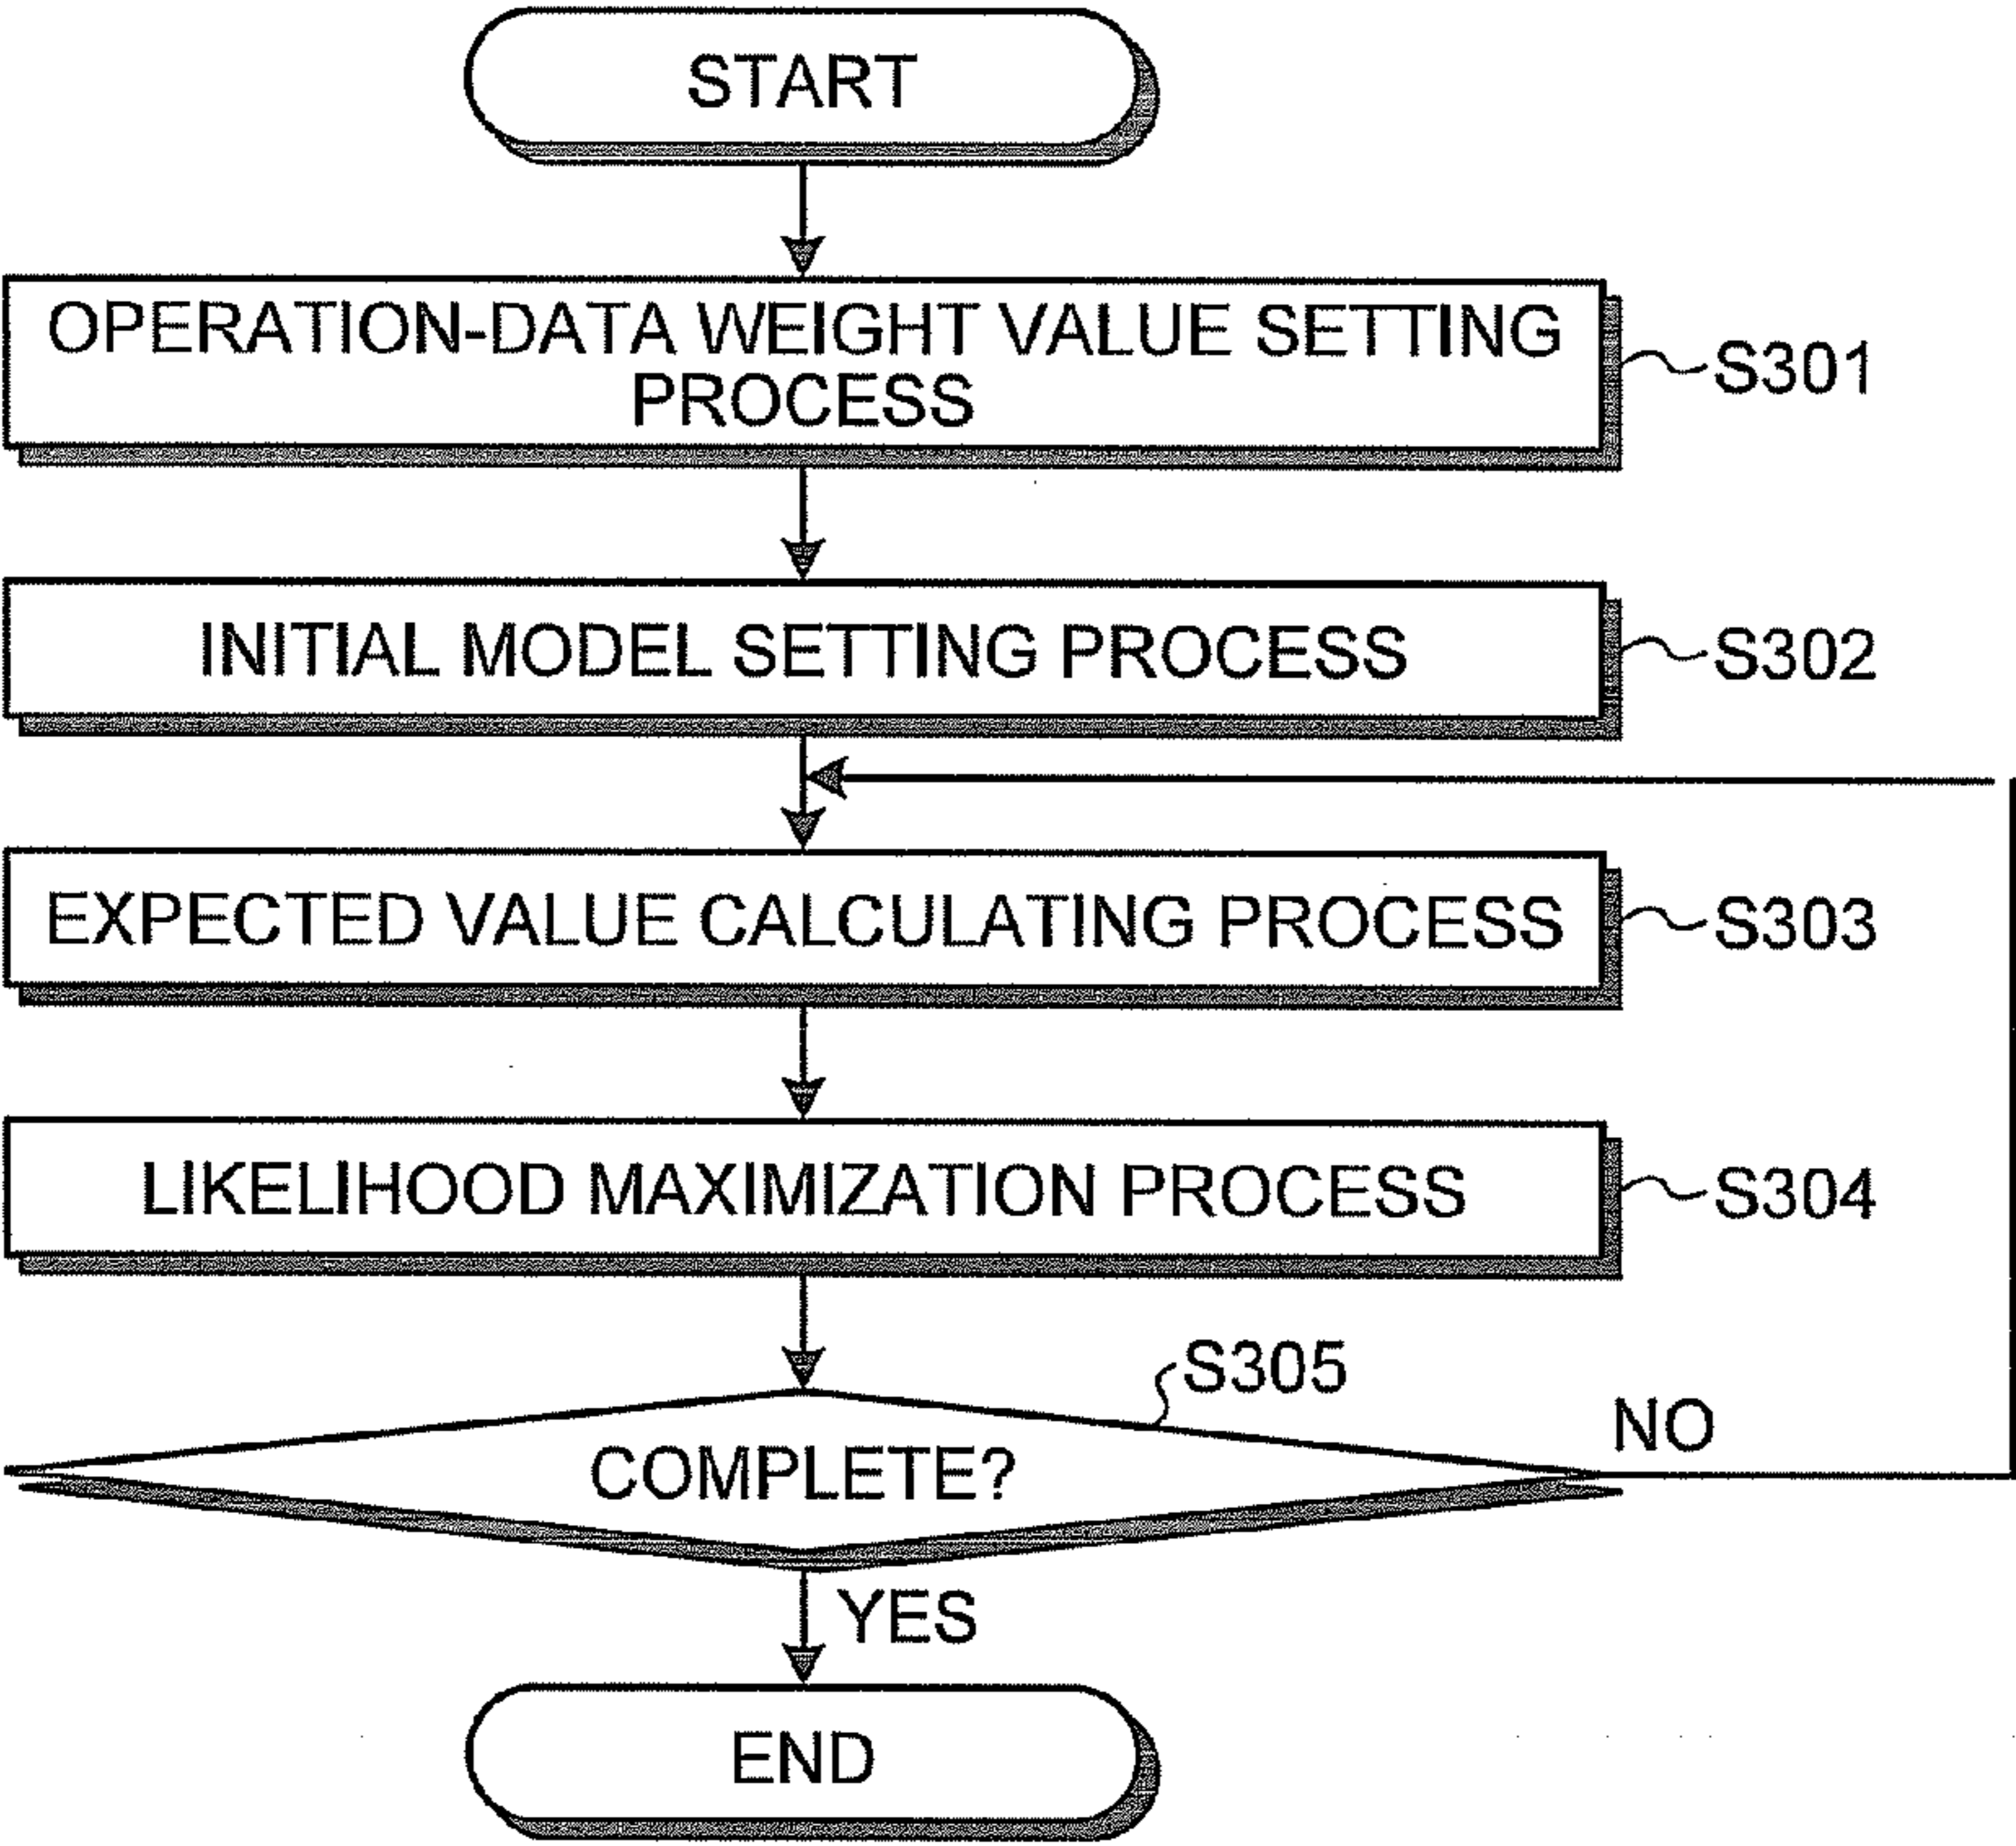 START
OPERATION-DATA WEIGHT VALUE SETTING
PROCESS
S301
INITIAL MODEL SETTING PROCESS
S302
EXPECTED VALUE CALCULATING PROCESS
S303
LIKELIHOOD MAXIMIZATION PROCESS
S304
S305
COMPLETE?
NO
YES
END